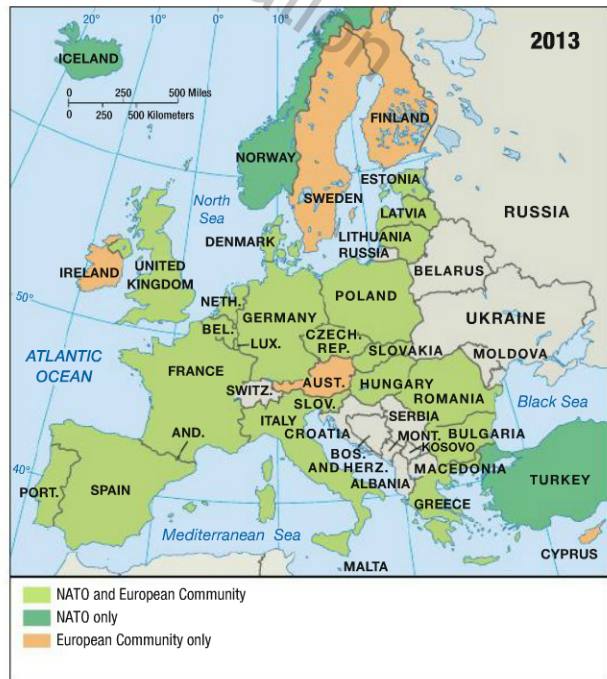 2013
20°
10°
0°
10°
ICELAND
0 250 500 Miles
0 250 500 Kilometers
FINLAND
NORWAY
SWEDEN
ESTONIA
North
Sea
LATVIA
RUSSIA
DENMARK
LITHUANIA
RUSSIA
IRELAND
UNITED
KINGDOM
BELARUS
50°
NETH.
POLAND
GERMANY
BEL.
UKRAINE
LUX.
CZECH.
REP.
SLOVAKIA
MOLDOVA
ATLANTIC
OCEAN
FRANCE
AUST.
HUNGARY
SWITZ.
ROMANIA
SLOV.
Black Sea
ITALY
SERBIA
CROATIA
MONT.
BULGARIA
AND.
KOSOVO
BOS.
AND HERZ.
MACEDONIA
40°
ALBANIA
TURKEY
PORT.
SPAIN
GREECE
Mediterranean Sea
CYPRUS
MALTA
NATO and European Community
NATO only
European Community only